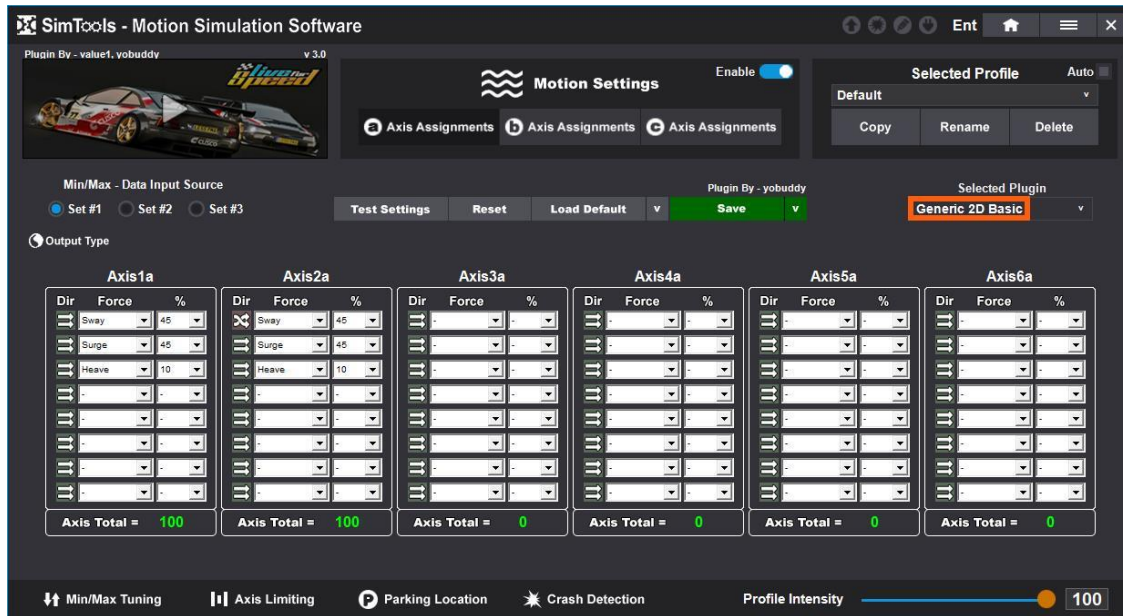 SimTools - Motion Simulation Software
Ent
Plugin By - value1, yobuddy
v 3.0
live for Speed
Motion Settings
Enable
a Axis Assignments
b Axis Assignments
c Axis Assignments
Selected Profile
Auto
Default
v
Copy
Rename
Delete
Min/Max - Data Input Source
Set #1
Set #2
Set #3
Plugin By - yobuddy
Test Settings
Reset
Load Default
v
Save
v
Selected Plugin
Generic 2D Basic
v
Output Type
Axis1a
Axis2a
Axis3a
Axis4a
Axis5a
Axis6a
Dir Force % Dir Force % Dir Force % Dir Force % Dir Force % Dir Force %
Sway 45 Sway 45 - - - - - - - -
Surge 45 Surge 45 - - - - - - - -
Heave 10 Heave 10 - - - - - - - -
- - - - - - - - - - - -
- - - - - - - - - - - -
- - - - - - - - - - - -
- - - - - - - - - - - -
- - - - - - - - - - - -
Axis Total = 100
Axis Total = 100
Axis Total = 0
Axis Total = 0
Axis Total = 0
Axis Total = 0
Min/Max Tuning
Axis Limiting
P Parking Location
Crash Detection
Profile Intensity
100